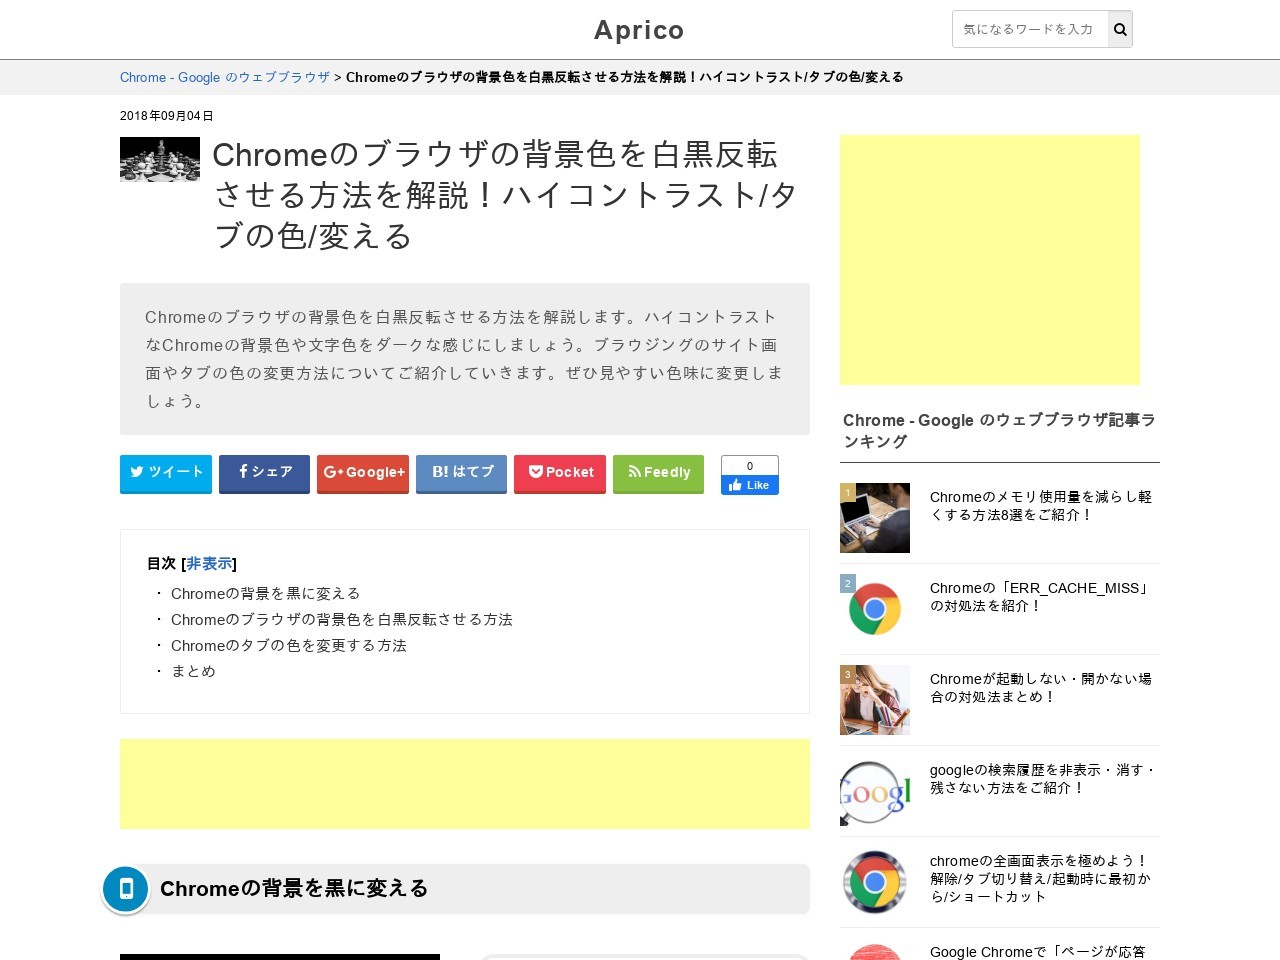 Aprico
気になるワードを入力
Chrome - Google のウェブブラウザ > Chromeのブラウザの背景色を白黒反転させる方法を解説！ハイコントラスト/タブの色/変える
2018年09月04日
Chromeのブラウザの背景色を白黒反転
させる方法を解説！ハイコントラスト/タ
ブの色/変える
Chromeのブラウザの背景色を白黒反転させる方法を解説します。ハイコントラスト
なChromeの背景色や文字色をダークな感じにしましょう。ブラウジングのサイト画
面やタブの色の変更方法についてご紹介していきます。ぜひ見やすい色味に変更しま
しょう。
ツイート
シェア
G+ Google+
B! はてブ
Pocket
Feedly
0
Like
目次 [非表示]
・ Chromeの背景を黒に変える
・ Chromeのブラウザの背景色を白黒反転させる方法
・ Chromeのタブの色を変更する方法
・ まとめ
Chromeの背景を黒に変える
Chrome - Google のウェブブラウザ記事ラ
ンキング
1
Chromeのメモリ使用量を減らし軽
くする方法8選をご紹介！
2
Chromeの「ERR_CACHE_MISS」
の対処法を紹介！
3
Chromeが起動しない・開かない場
合の対処法まとめ！
Googl
googleの検索履歴を非表示・消す・
残さない方法をご紹介！
chromeの全画面表示を極めよう！
解除/タブ切り替え/起動時に最初か
ら/ショートカット
Google Chromeで「ページが応答